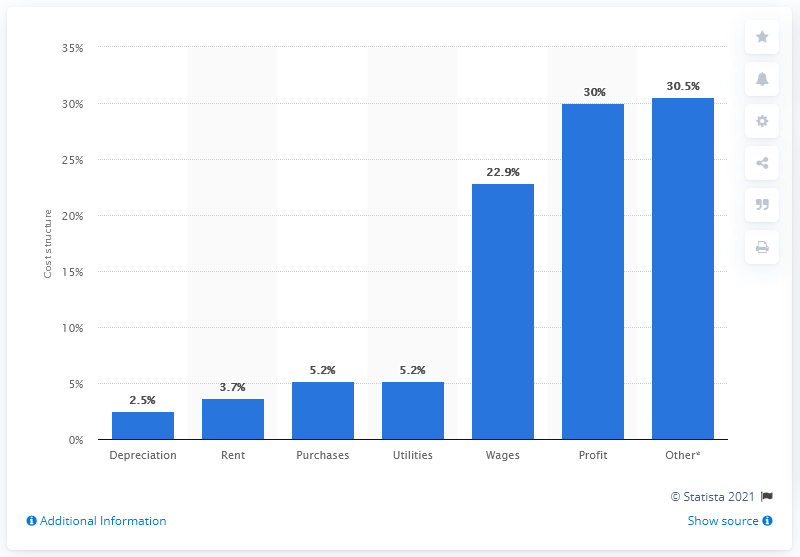 35%
30%
25%
20%
15%
10%
5%
0%
Cost structure
2.5%
3.7%
5.2%
5.2%
22.9%
30%
30.5%
Depreciation
Rent
Purchases
Utilities
Wages
Profit
Other*
© Statista 2021
Additional Information
Show source